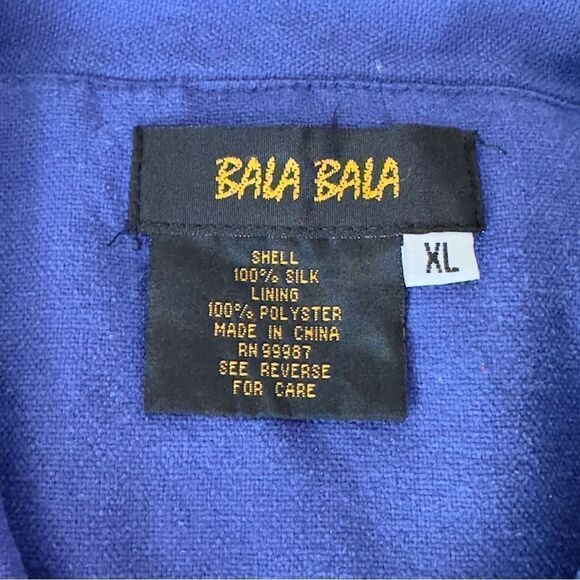 BALA BALA
XL
SHELL
100% SILK
LINING
100% POLYSTER
MADE IN CHINA
RN 99987
SEE REVERSE
FOR CARE